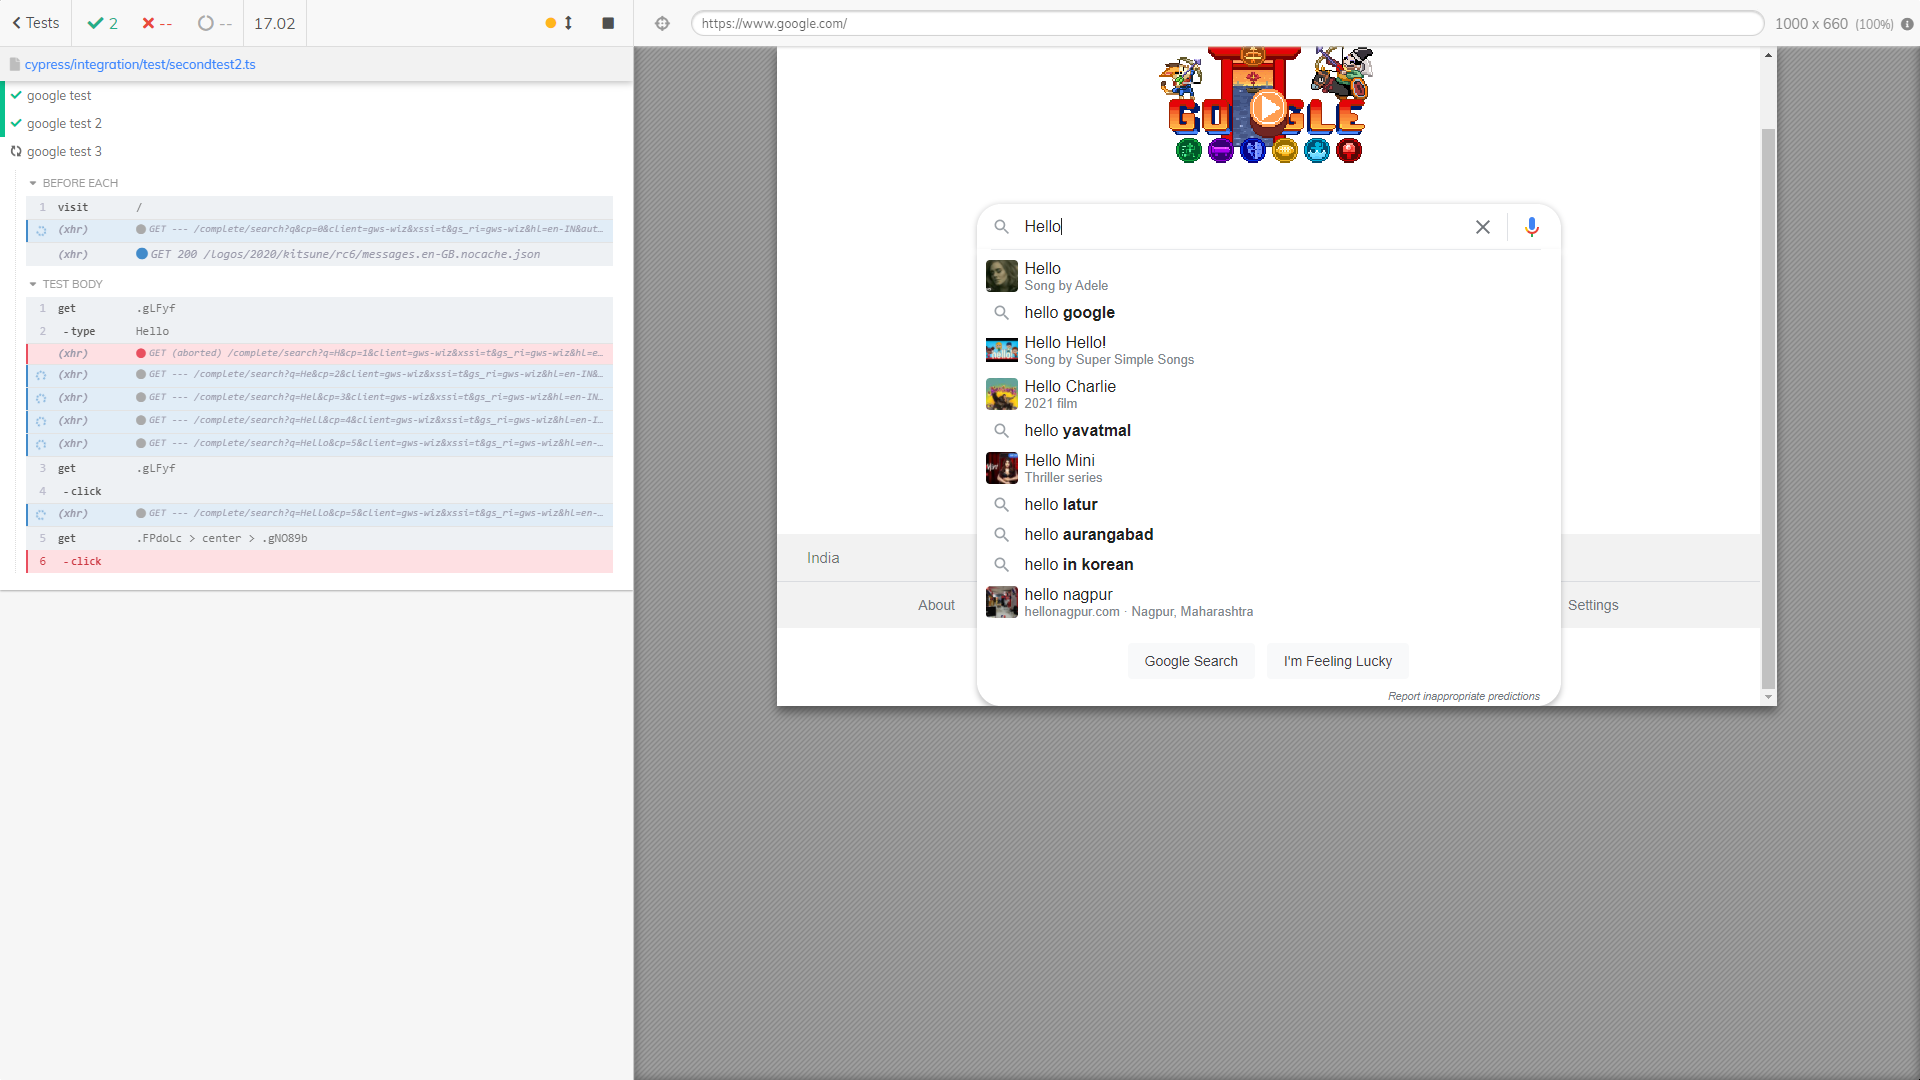 Tests
2
--
--
17.02
https://www.google.com/
1000 x 660 (100%)
cypress/integration/test/secondtest2.ts
google test
google test 2
google test 3
BEFORE EACH
1 visit /
(xhr) GET --- /complete/search?q&cp=0&client=gws-wiz&xssi=t&gs_ri=gws-wiz&hl=en-IN&aut...
(xhr) GET 200 /logos/2020/kitsune/rc6/messages.en-GB.nocache.json
TEST BODY
1 get .gLFyf
2 -type Hello
(xhr) GET (aborted) /complete/search?q=H&cp=1&client=gws-wiz&xssi=t&gs_ri=gws-wiz&hl=e...
(xhr) GET --- /complete/search?q=He&cp=2&client=gws-wiz&xssi=t&gs_ri=gws-wiz&hl=en-IN&...
(xhr) GET --- /complete/search?q=Hel&cp=3&client=gws-wiz&xssi=t&gs_ri=gws-wiz&hl=en-IN...
(xhr) GET --- /complete/search?q=Hell&cp=4&client=gws-wiz&xssi=t&gs_ri=gws-wiz&hl=en-I...
(xhr) GET --- /complete/search?q=Hello&cp=5&client=gws-wiz&xssi=t&gs_ri=gws-wiz&hl=en-...
3 get .gLFyf
4 -click
(xhr) GET --- /complete/search?q=Hello&cp=5&client=gws-wiz&xssi=t&gs_ri=gws-wiz&hl=en-...
5 get .FPdoLc > center > .gNO89b
6 -click
GOOGLE
Hello
Hello
Song by Adele
hello google
Hello Hello!
Song by Super Simple Songs
Hello Charlie
2021 film
hello yavatmal
Hello Mini
Thriller series
hello latur
hello aurangabad
hello in korean
hello nagpur
hellonagpur.com · Nagpur, Maharashtra
Google Search I'm Feeling Lucky
Report inappropriate predictions
India
About
Settings